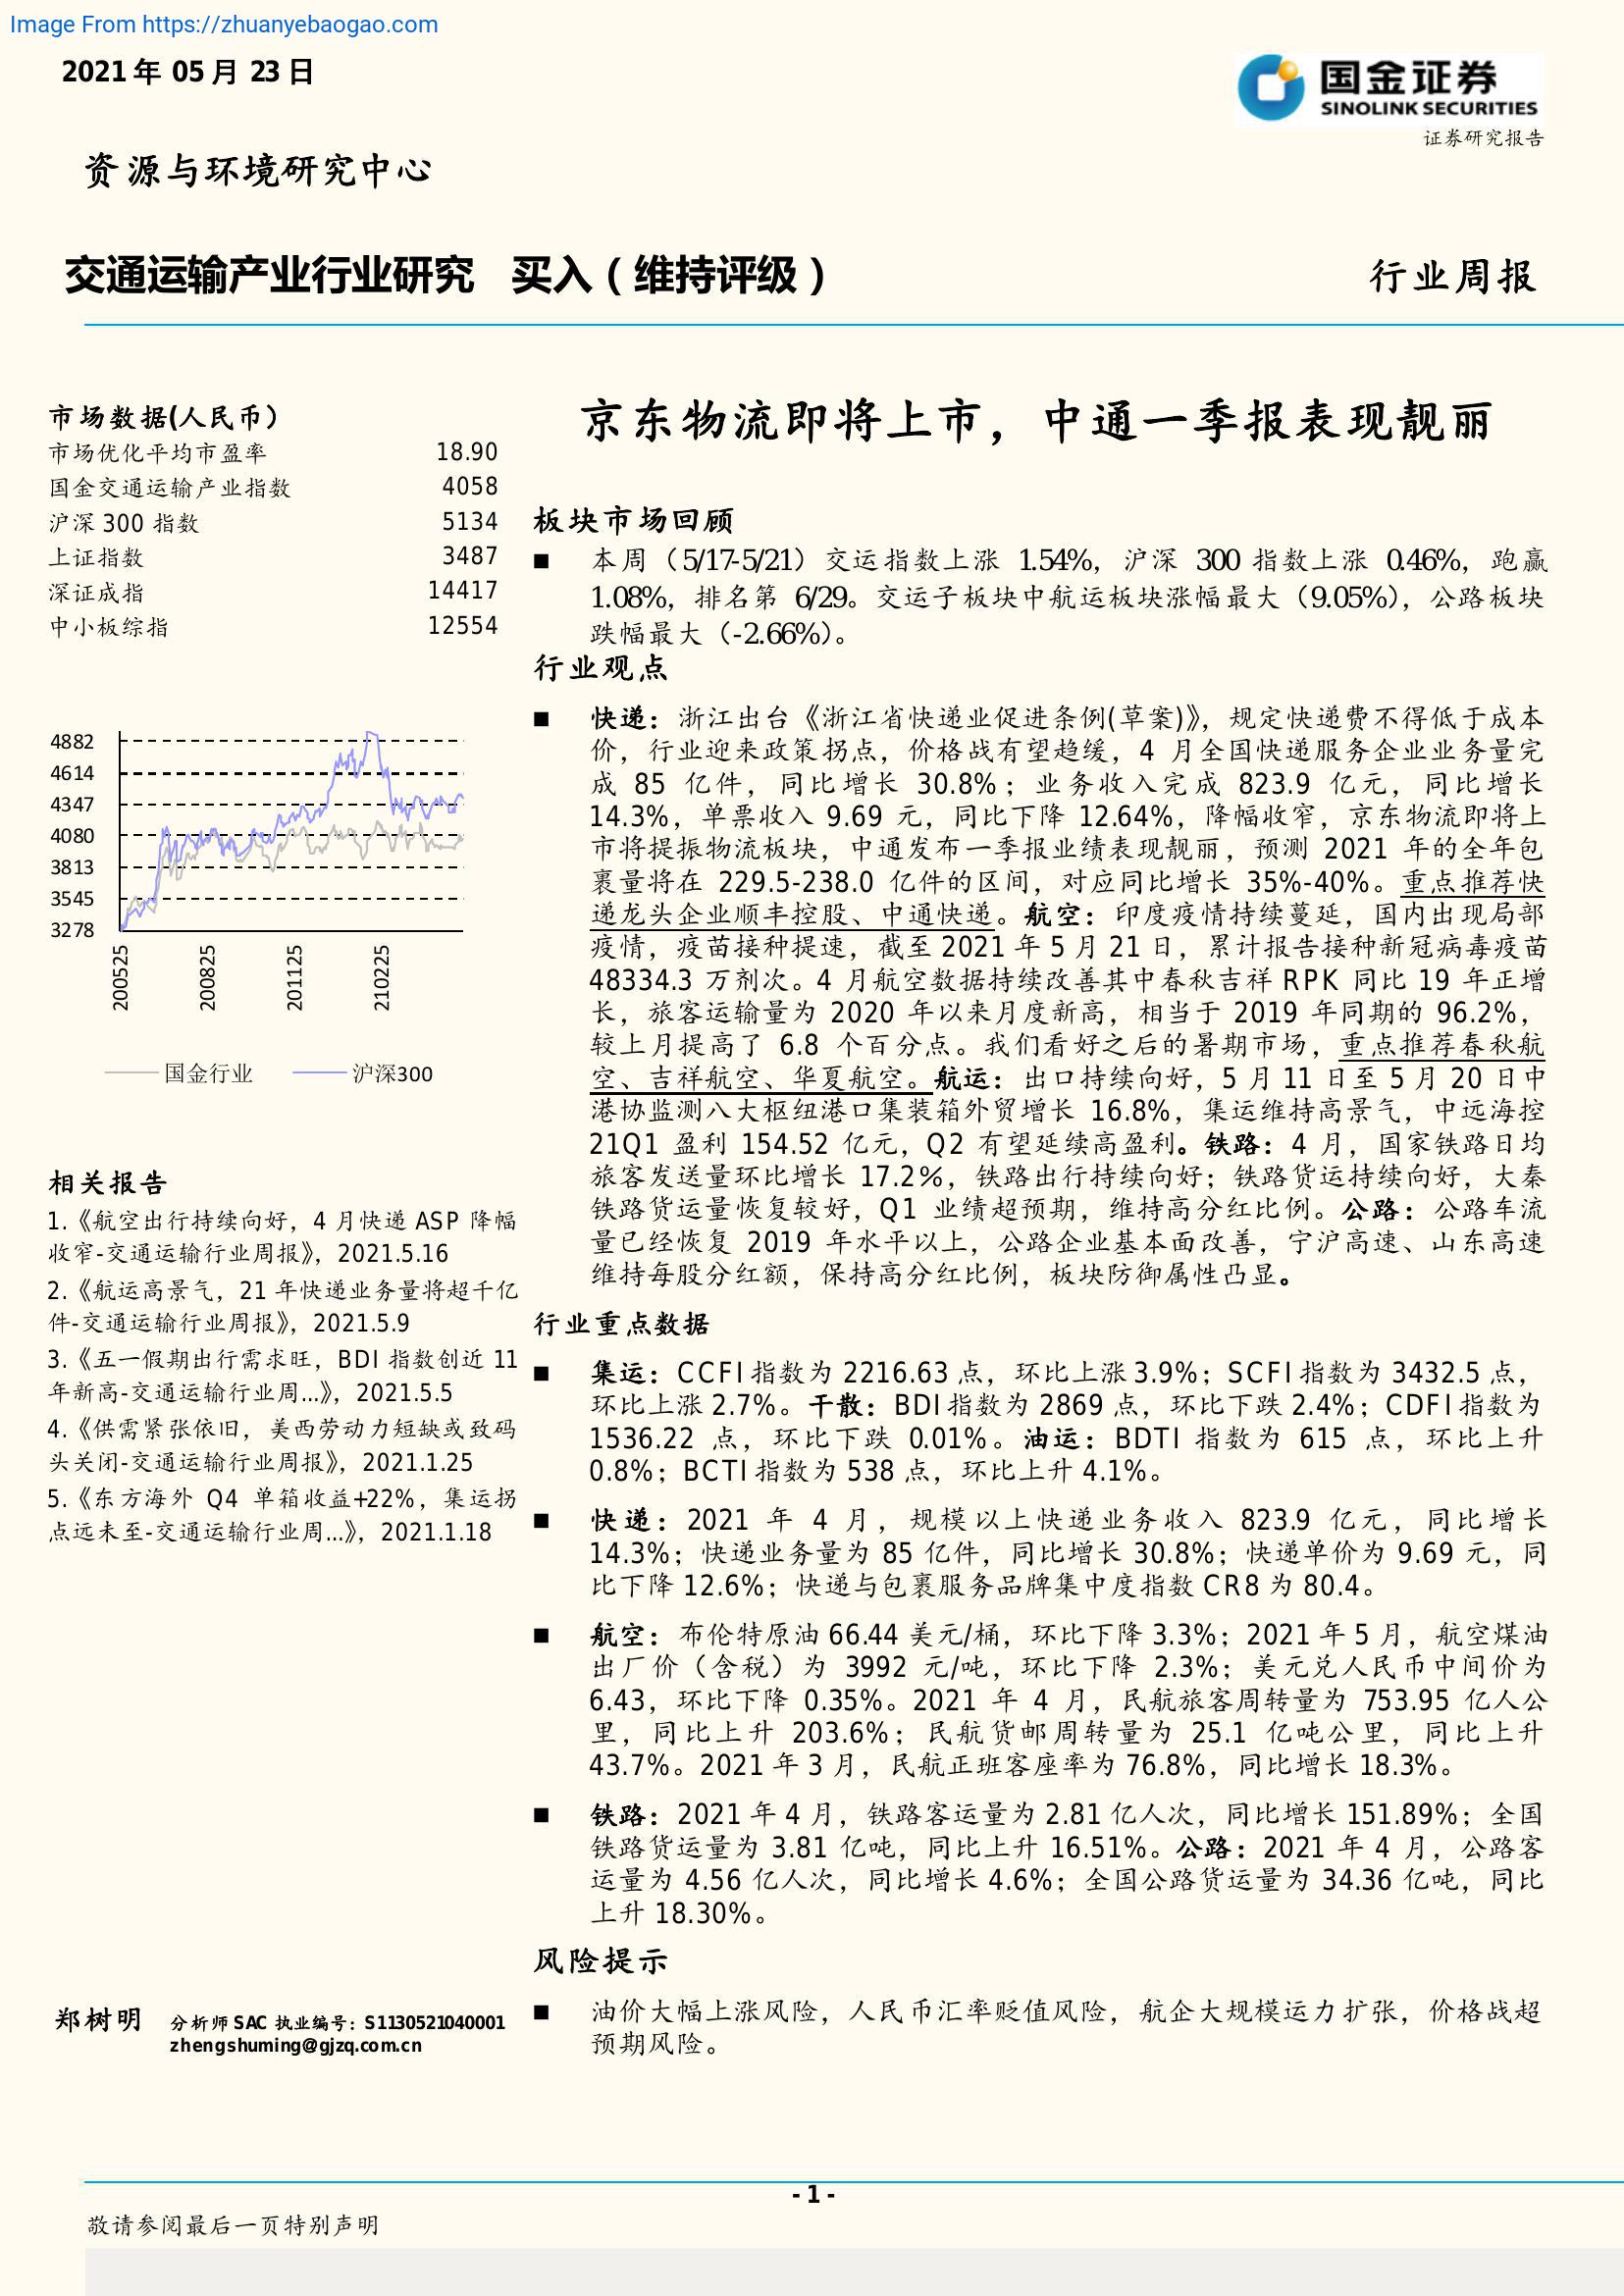 Image From https://zhuanyebaogao.com
2021 年 05 月 23 日
国金证券
SINOLINK SECURITIES
证券研究报告
资源与环境研究中心
交通运输产业行业研究 买入（维持评级）
行业周报
市场数据(人民币）
市场优化平均市盈率 18.90
国金交通运输产业指数 4058
沪深 300 指数 5134
上证指数 3487
深证成指 14417
中小板综指 12554
4882
4614
4347
4080
3813
3545
3278
200525
200825
201125
210225
国金行业
沪深300
相关报告
1.《航空出行持续向好，4 月快递 ASP 降幅
收窄-交通运输行业周报》，2021.5.16
2.《航运高景气，21 年快递业务量将超千亿
件-交通运输行业周报》，2021.5.9
3.《五一假期出行需求旺，BDI 指数创近 11
年新高-交通运输行业周...》，2021.5.5
4.《供需紧张依旧，美西劳动力短缺或致码
头关闭-交通运输行业周报》，2021.1.25
5.《东方海外 Q4 单箱收益+22%，集运拐
点远未至-交通运输行业周...》，2021.1.18
郑树明 分析师 SAC 执业编号：S1130521040001
zhengshuming@gjzq.com.cn
京东物流即将上市，中通一季报表现靓丽
板块市场回顾
■ 本周（5/17-5/21）交运指数上涨 1.54%，沪深 300 指数上涨 0.46%，跑赢
1.08%，排名第 6/29。交运子板块中航运板块涨幅最大（9.05%），公路板块
跌幅最大（-2.66%）。
行业观点
■ 快递：浙江出台《浙江省快递业促进条例(草案)》，规定快递费不得低于成本
价，行业迎来政策拐点，价格战有望趋缓，4 月全国快递服务企业业务量完
成 85 亿件，同比增长 30.8%；业务收入完成 823.9 亿元，同比增长
14.3%，单票收入 9.69 元，同比下降 12.64%，降幅收窄，京东物流即将上
市将提振物流板块，中通发布一季报业绩表现靓丽，预测 2021 年的全年包
裹量将在 229.5-238.0 亿件的区间，对应同比增长 35%-40%。重点推荐快
递龙头企业顺丰控股、中通快递。航空：印度疫情持续蔓延，国内出现局部
疫情，疫苗接种提速，截至 2021 年 5 月 21 日，累计报告接种新冠病毒疫苗
48334.3 万剂次。4 月航空数据持续改善其中春秋吉祥 RPK 同比 19 年正增
长，旅客运输量为 2020 年以来月度新高，相当于 2019 年同期的 96.2%，
较上月提高了 6.8 个百分点。我们看好之后的暑期市场，重点推荐春秋航
空、吉祥航空、华夏航空。航运：出口持续向好，5 月 11 日至 5 月 20 日中
港协监测八大枢纽港口集装箱外贸增长 16.8%，集运维持高景气，中远海控
21Q1 盈利 154.52 亿元，Q2 有望延续高盈利。铁路：4 月，国家铁路日均
旅客发送量环比增长 17.2%，铁路出行持续向好；铁路货运持续向好，大秦
铁路货运量恢复较好，Q1 业绩超预期，维持高分红比例。公路：公路车流
量已经恢复 2019 年水平以上，公路企业基本面改善，宁沪高速、山东高速
维持每股分红额，保持高分红比例，板块防御属性凸显。
行业重点数据
■ 集运：CCFI 指数为 2216.63 点，环比上涨 3.9%；SCFI 指数为 3432.5 点，
环比上涨 2.7%。干散：BDI 指数为 2869 点，环比下跌 2.4%；CDFI 指数为
1536.22 点，环比下跌 0.01%。油运：BDTI 指数为 615 点，环比上升
0.8%；BCTI 指数为 538 点，环比上升 4.1%。
■ 快递：2021 年 4 月，规模以上快递业务收入 823.9 亿元，同比增长
14.3%；快递业务量为 85 亿件，同比增长 30.8%；快递单价为 9.69 元，同
比下降 12.6%；快递与包裹服务品牌集中度指数 CR8 为 80.4。
■ 航空：布伦特原油 66.44 美元/桶，环比下降 3.3%；2021 年 5 月，航空煤油
出厂价（含税）为 3992 元/吨，环比下降 2.3%；美元兑人民币中间价为
6.43，环比下降 0.35%。2021 年 4 月，民航旅客周转量为 753.95 亿人公
里，同比上升 203.6%；民航货邮周转量为 25.1 亿吨公里，同比上升
43.7%。2021 年 3 月，民航正班客座率为 76.8%，同比增长 18.3%。
■ 铁路：2021 年 4 月，铁路客运量为 2.81 亿人次，同比增长 151.89%；全国
铁路货运量为 3.81 亿吨，同比上升 16.51%。公路：2021 年 4 月，公路客
运量为 4.56 亿人次，同比增长 4.6%；全国公路货运量为 34.36 亿吨，同比
上升 18.30%。
风险提示
■ 油价大幅上涨风险，人民币汇率贬值风险，航企大规模运力扩张，价格战超
预期风险。
- 1 -
敬请参阅最后一页特别声明